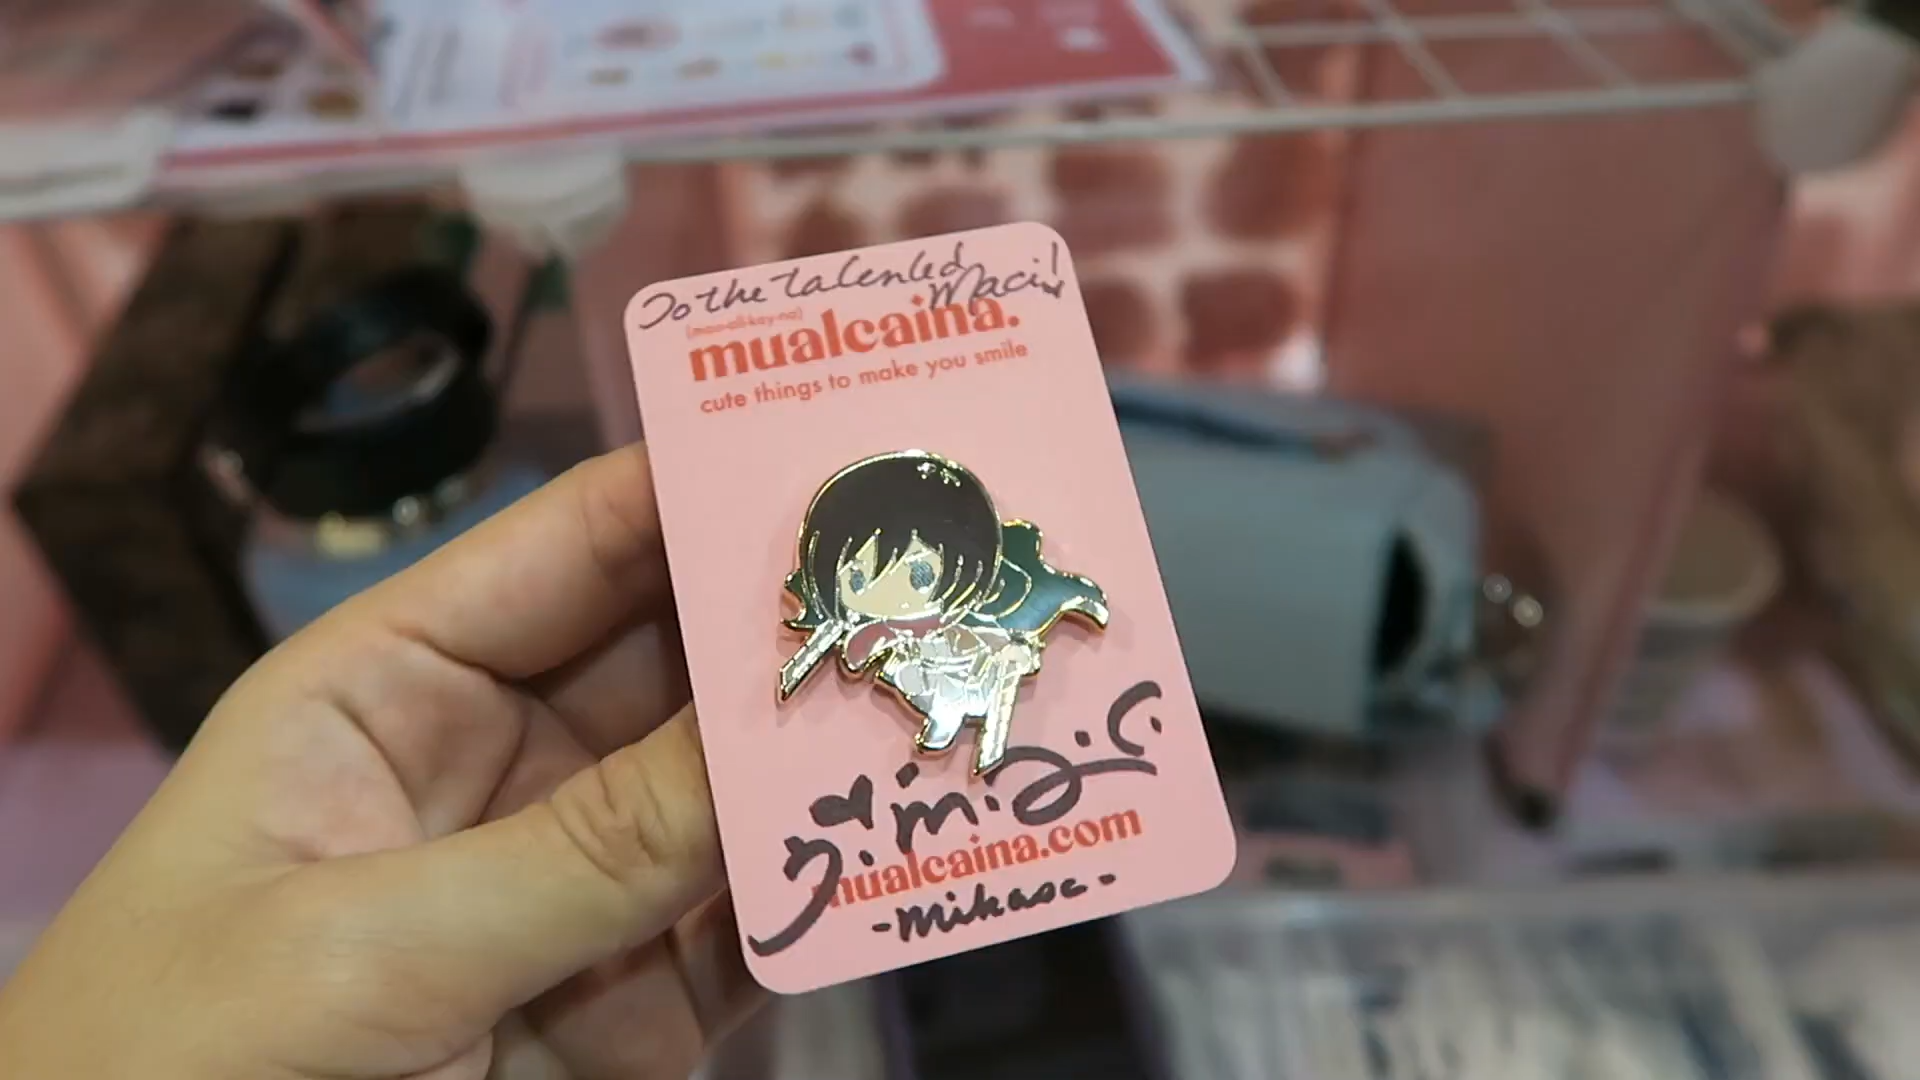 To the talented
Maci!
(moo-all-kay-na)
mualcaina.
cute things to make you smile
mualcaina.com
-mikasa-